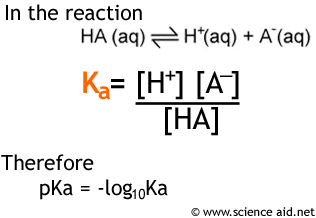 In the reaction
HA (aq) ⇌ H⁺(aq) + A⁻(aq)
Ka= [H⁺] [A⁻]
[HA]
Therefore
pKa = -log₁₀Ka
© www.science aid.net